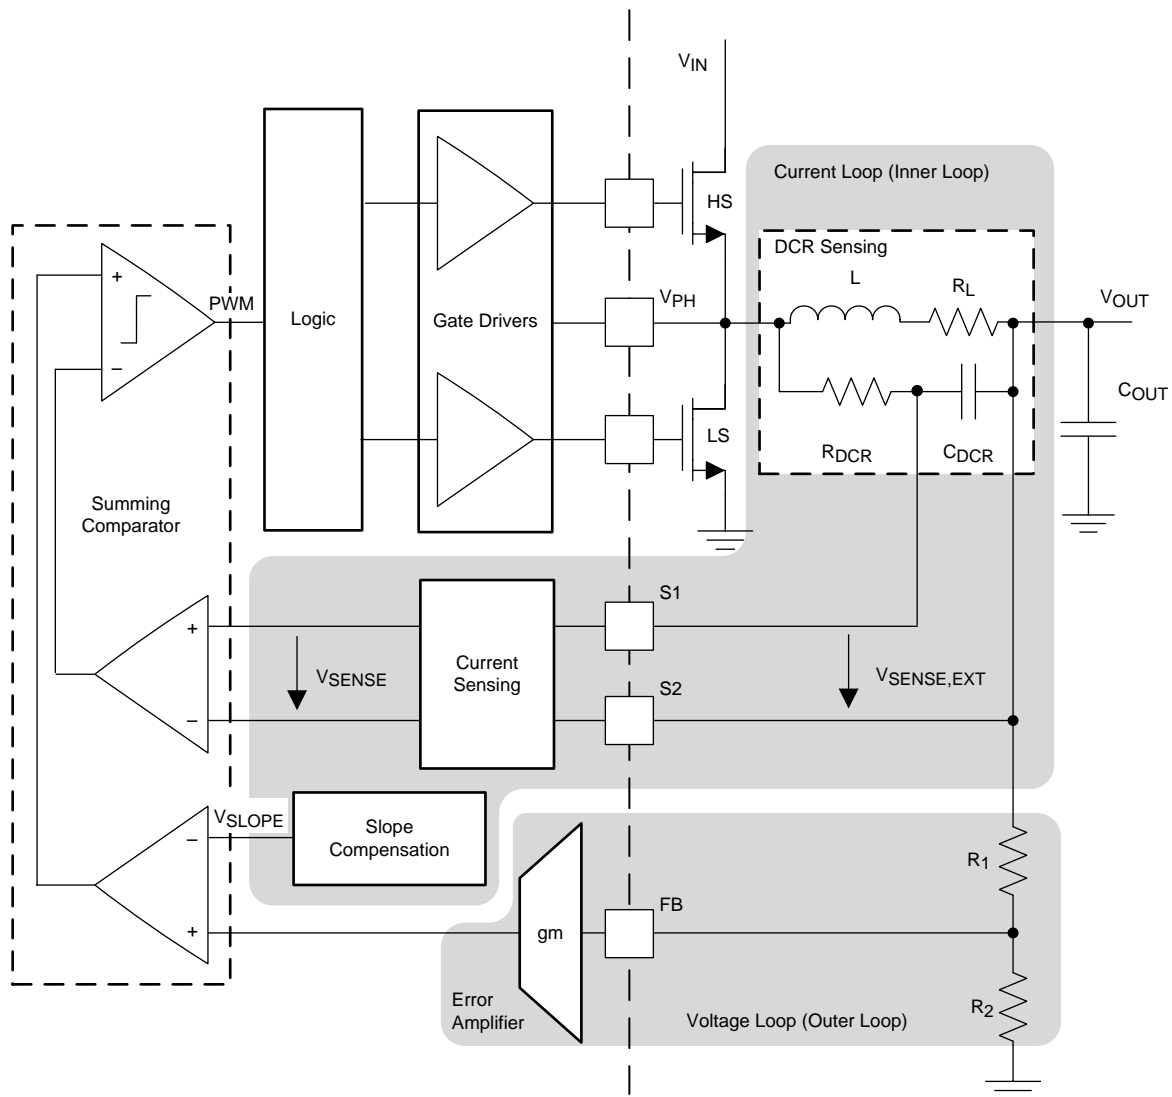 VIN
Current Loop (Inner Loop)
HS
DCR Sensing
L
RL
VPH
VOUT
+
PWM
Logic
Gate Drivers
−
COUT
LS
RDCR
CDCR
Summing
Comparator
S1
+
VSENSE
Current
Sensing
VSENSE,EXT
S2
−
VSLOPE
−
Slope
Compensation
R1
FB
+
gm
Error
Amplifier
R2
Voltage Loop (Outer Loop)